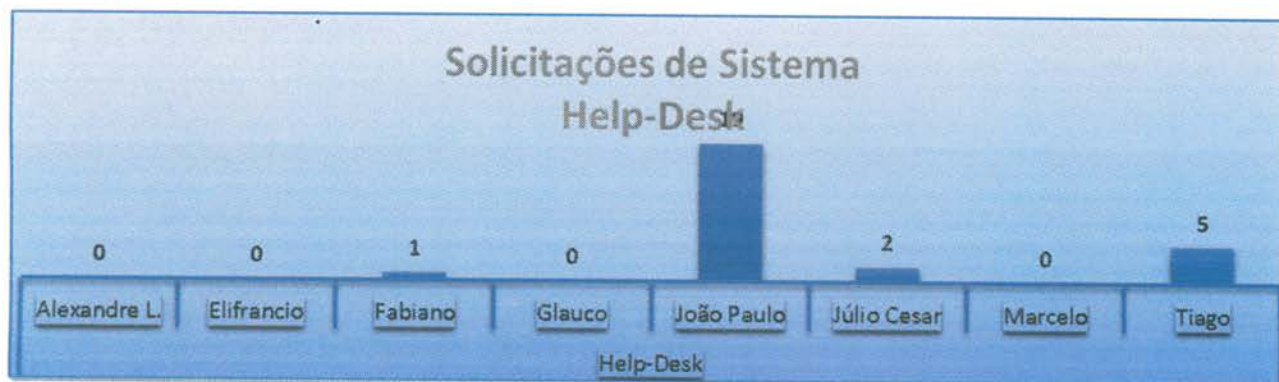 Solicitações de Sistema
Help-Desk
19
0 0 1 0 2 0 5
Alexandre L. Elifrancio Fabiano Glauco João Paulo Júlio Cesar Marcelo Tiago
Help-Desk